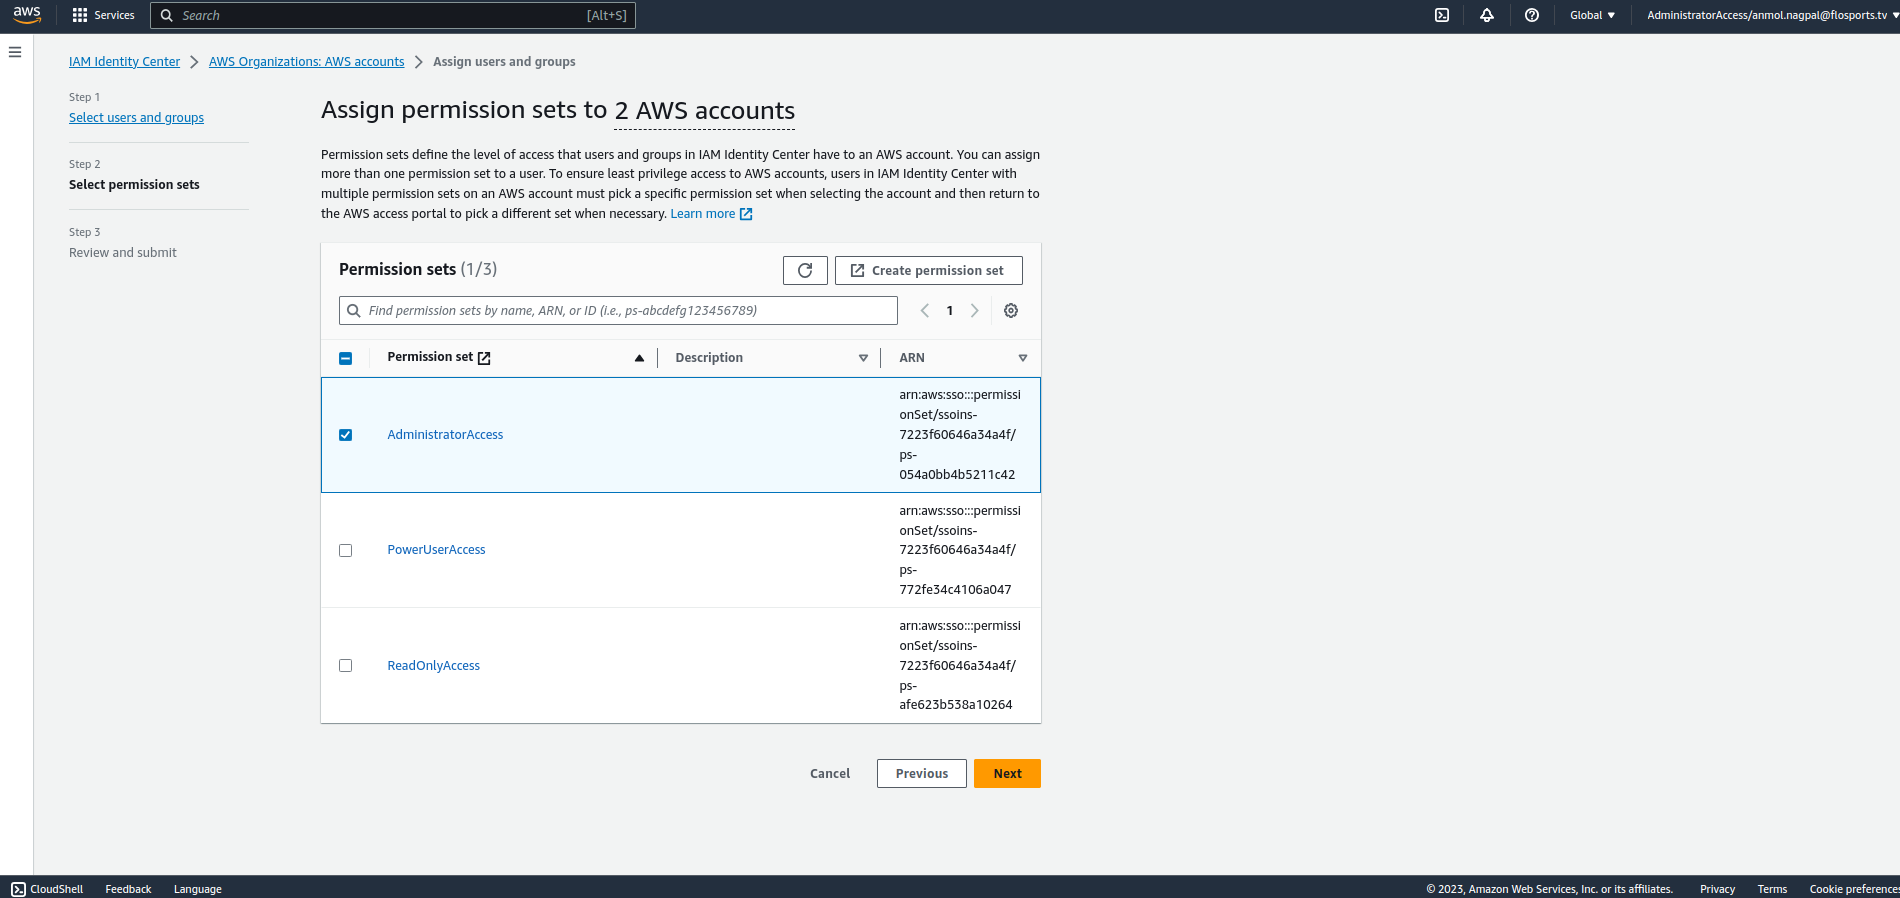 aws
Services
Search
[Alt+S]
Global
AdministratorAccess/anmol.nagpal@flosports.tv
IAM Identity Center
AWS Organizations: AWS accounts
Assign users and groups
Step 1
Select users and groups
Step 2
Select permission sets
Step 3
Review and submit
Assign permission sets to 2 AWS accounts
Permission sets define the level of access that users and groups in IAM Identity Center have to an AWS account. You can assign
more than one permission set to a user. To ensure least privilege access to AWS accounts, users in IAM Identity Center with
multiple permission sets on an AWS account must pick a specific permission set when selecting the account and then return to
the AWS access portal to pick a different set when necessary. Learn more
Permission sets (1/3)
Create permission set
Find permission sets by name, ARN, or ID (i.e., ps-abcdefg123456789)
1
Permission set
Description
ARN
AdministratorAccess
arn:aws:sso:::permissi
onSet/ssoins-
7223f60646a34a4f/
ps-
054a0bb4b5211c42
PowerUserAccess
arn:aws:sso:::permissi
onSet/ssoins-
7223f60646a34a4f/
ps-
772fe34c4106a047
ReadOnlyAccess
arn:aws:sso:::permissi
onSet/ssoins-
7223f60646a34a4f/
ps-
afe623b538a10264
Cancel
Previous
Next
CloudShell
Feedback
Language
© 2023, Amazon Web Services, Inc. or its affiliates.
Privacy
Terms
Cookie preferences